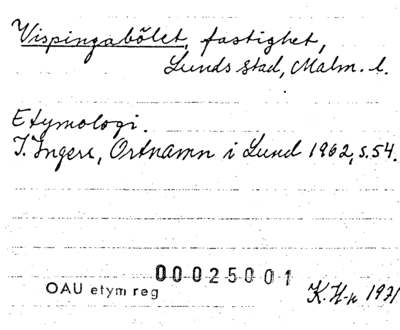 Vispingabölet, fastighet,
Lunds stad, Malm. l.
Etymologi.
I. Ingers, Ortnamn i Lund 1962, s. 54.
00025001
OAU etym reg
K. H-n 1971